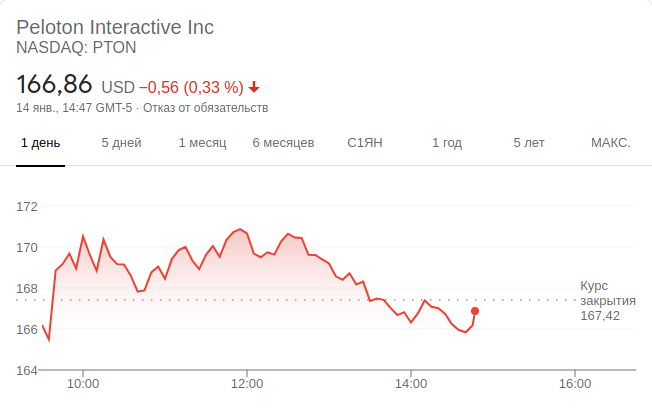 Peloton Interactive Inc
NASDAQ: PTON
166,86 USD −0,56 (0,33 %)
14 янв., 14:47 GMT-5 · Отказ от обязательств
1 день 5 дней 1 месяц 6 месяцев С1ЯН 1 год 5 лет МАКС.
172
170
168
166
164
Курс
закрытия
167,42
10:00 12:00 14:00 16:00